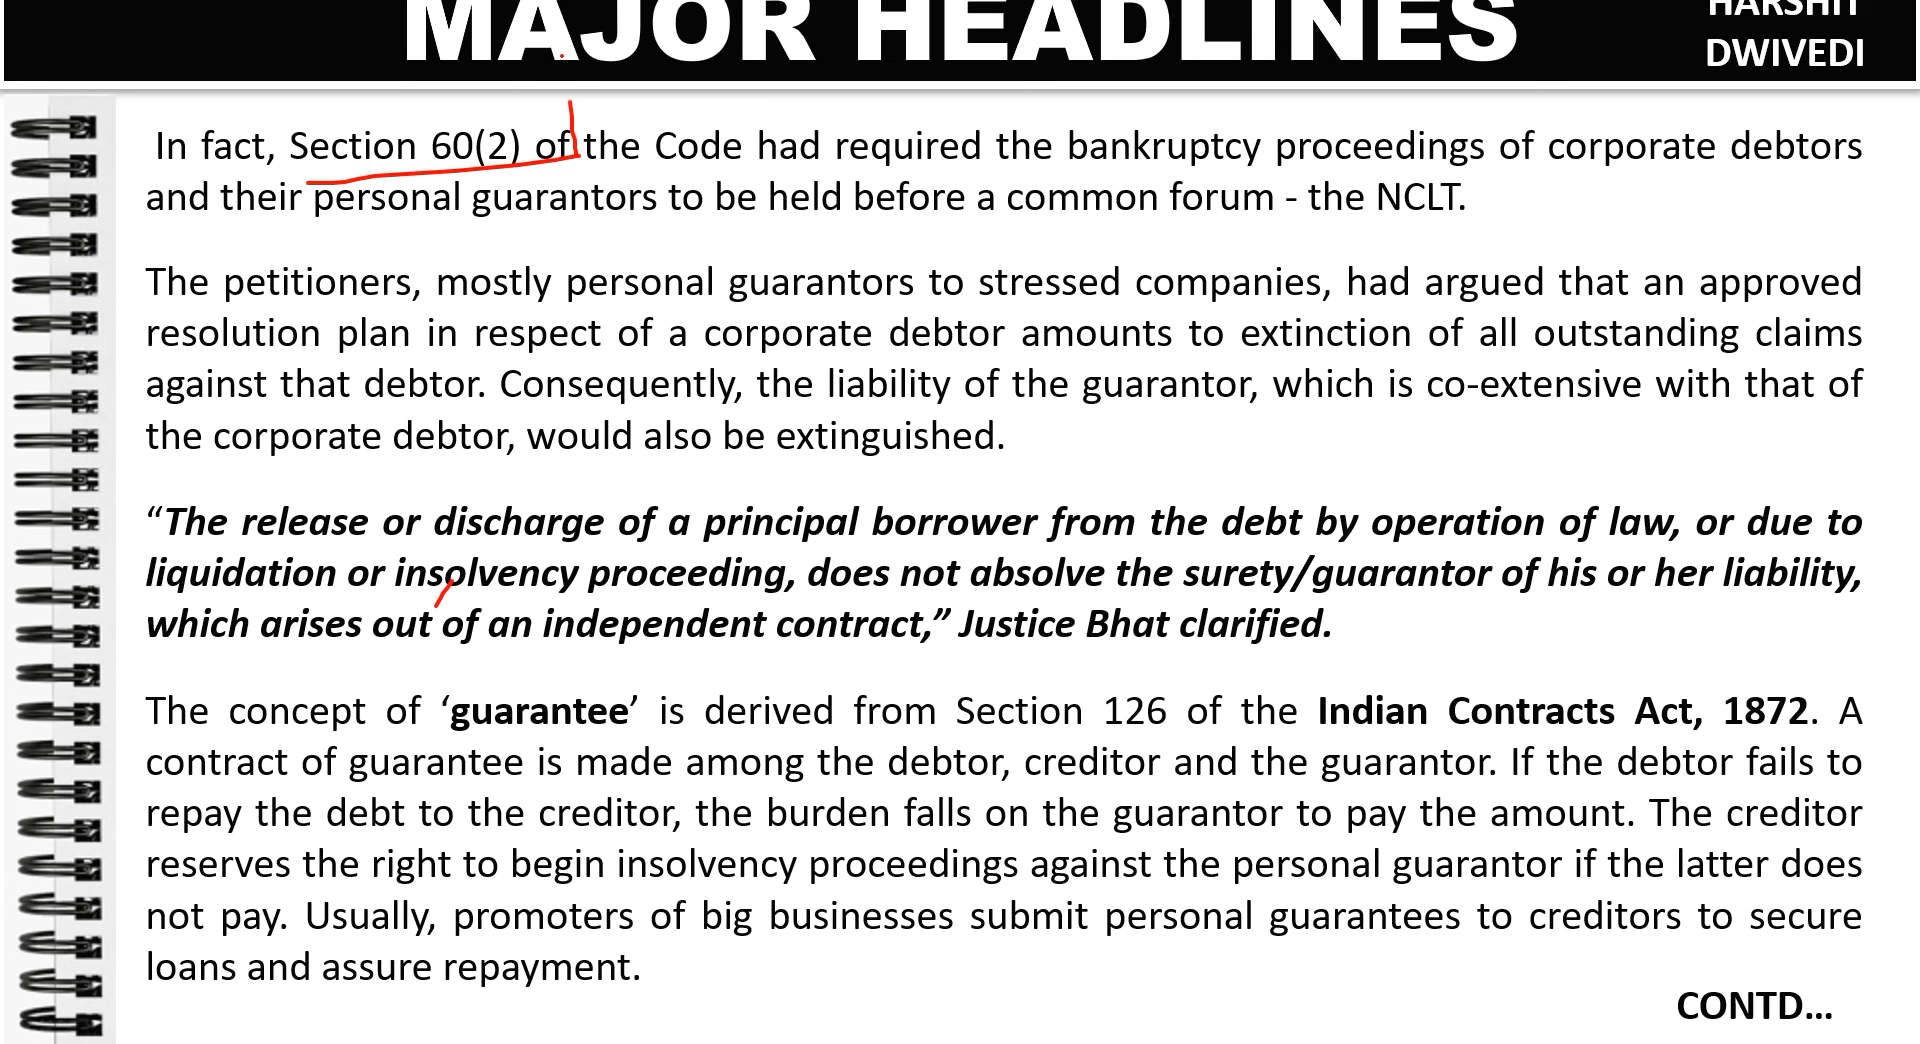 MAJOR HEADLINES
HARSHIT
DWIVEDI
In fact, Section 60(2) of the Code had required the bankruptcy proceedings of corporate debtors
and their personal guarantors to be held before a common forum - the NCLT.
The petitioners, mostly personal guarantors to stressed companies, had argued that an approved
resolution plan in respect of a corporate debtor amounts to extinction of all outstanding claims
against that debtor. Consequently, the liability of the guarantor, which is co-extensive with that of
the corporate debtor, would also be extinguished.
“The release or discharge of a principal borrower from the debt by operation of law, or due to
liquidation or insolvency proceeding, does not absolve the surety/guarantor of his or her liability,
which arises out of an independent contract,” Justice Bhat clarified.
The concept of ‘guarantee’ is derived from Section 126 of the Indian Contracts Act, 1872. A
contract of guarantee is made among the debtor, creditor and the guarantor. If the debtor fails to
repay the debt to the creditor, the burden falls on the guarantor to pay the amount. The creditor
reserves the right to begin insolvency proceedings against the personal guarantor if the latter does
not pay. Usually, promoters of big businesses submit personal guarantees to creditors to secure
loans and assure repayment.
CONTD...